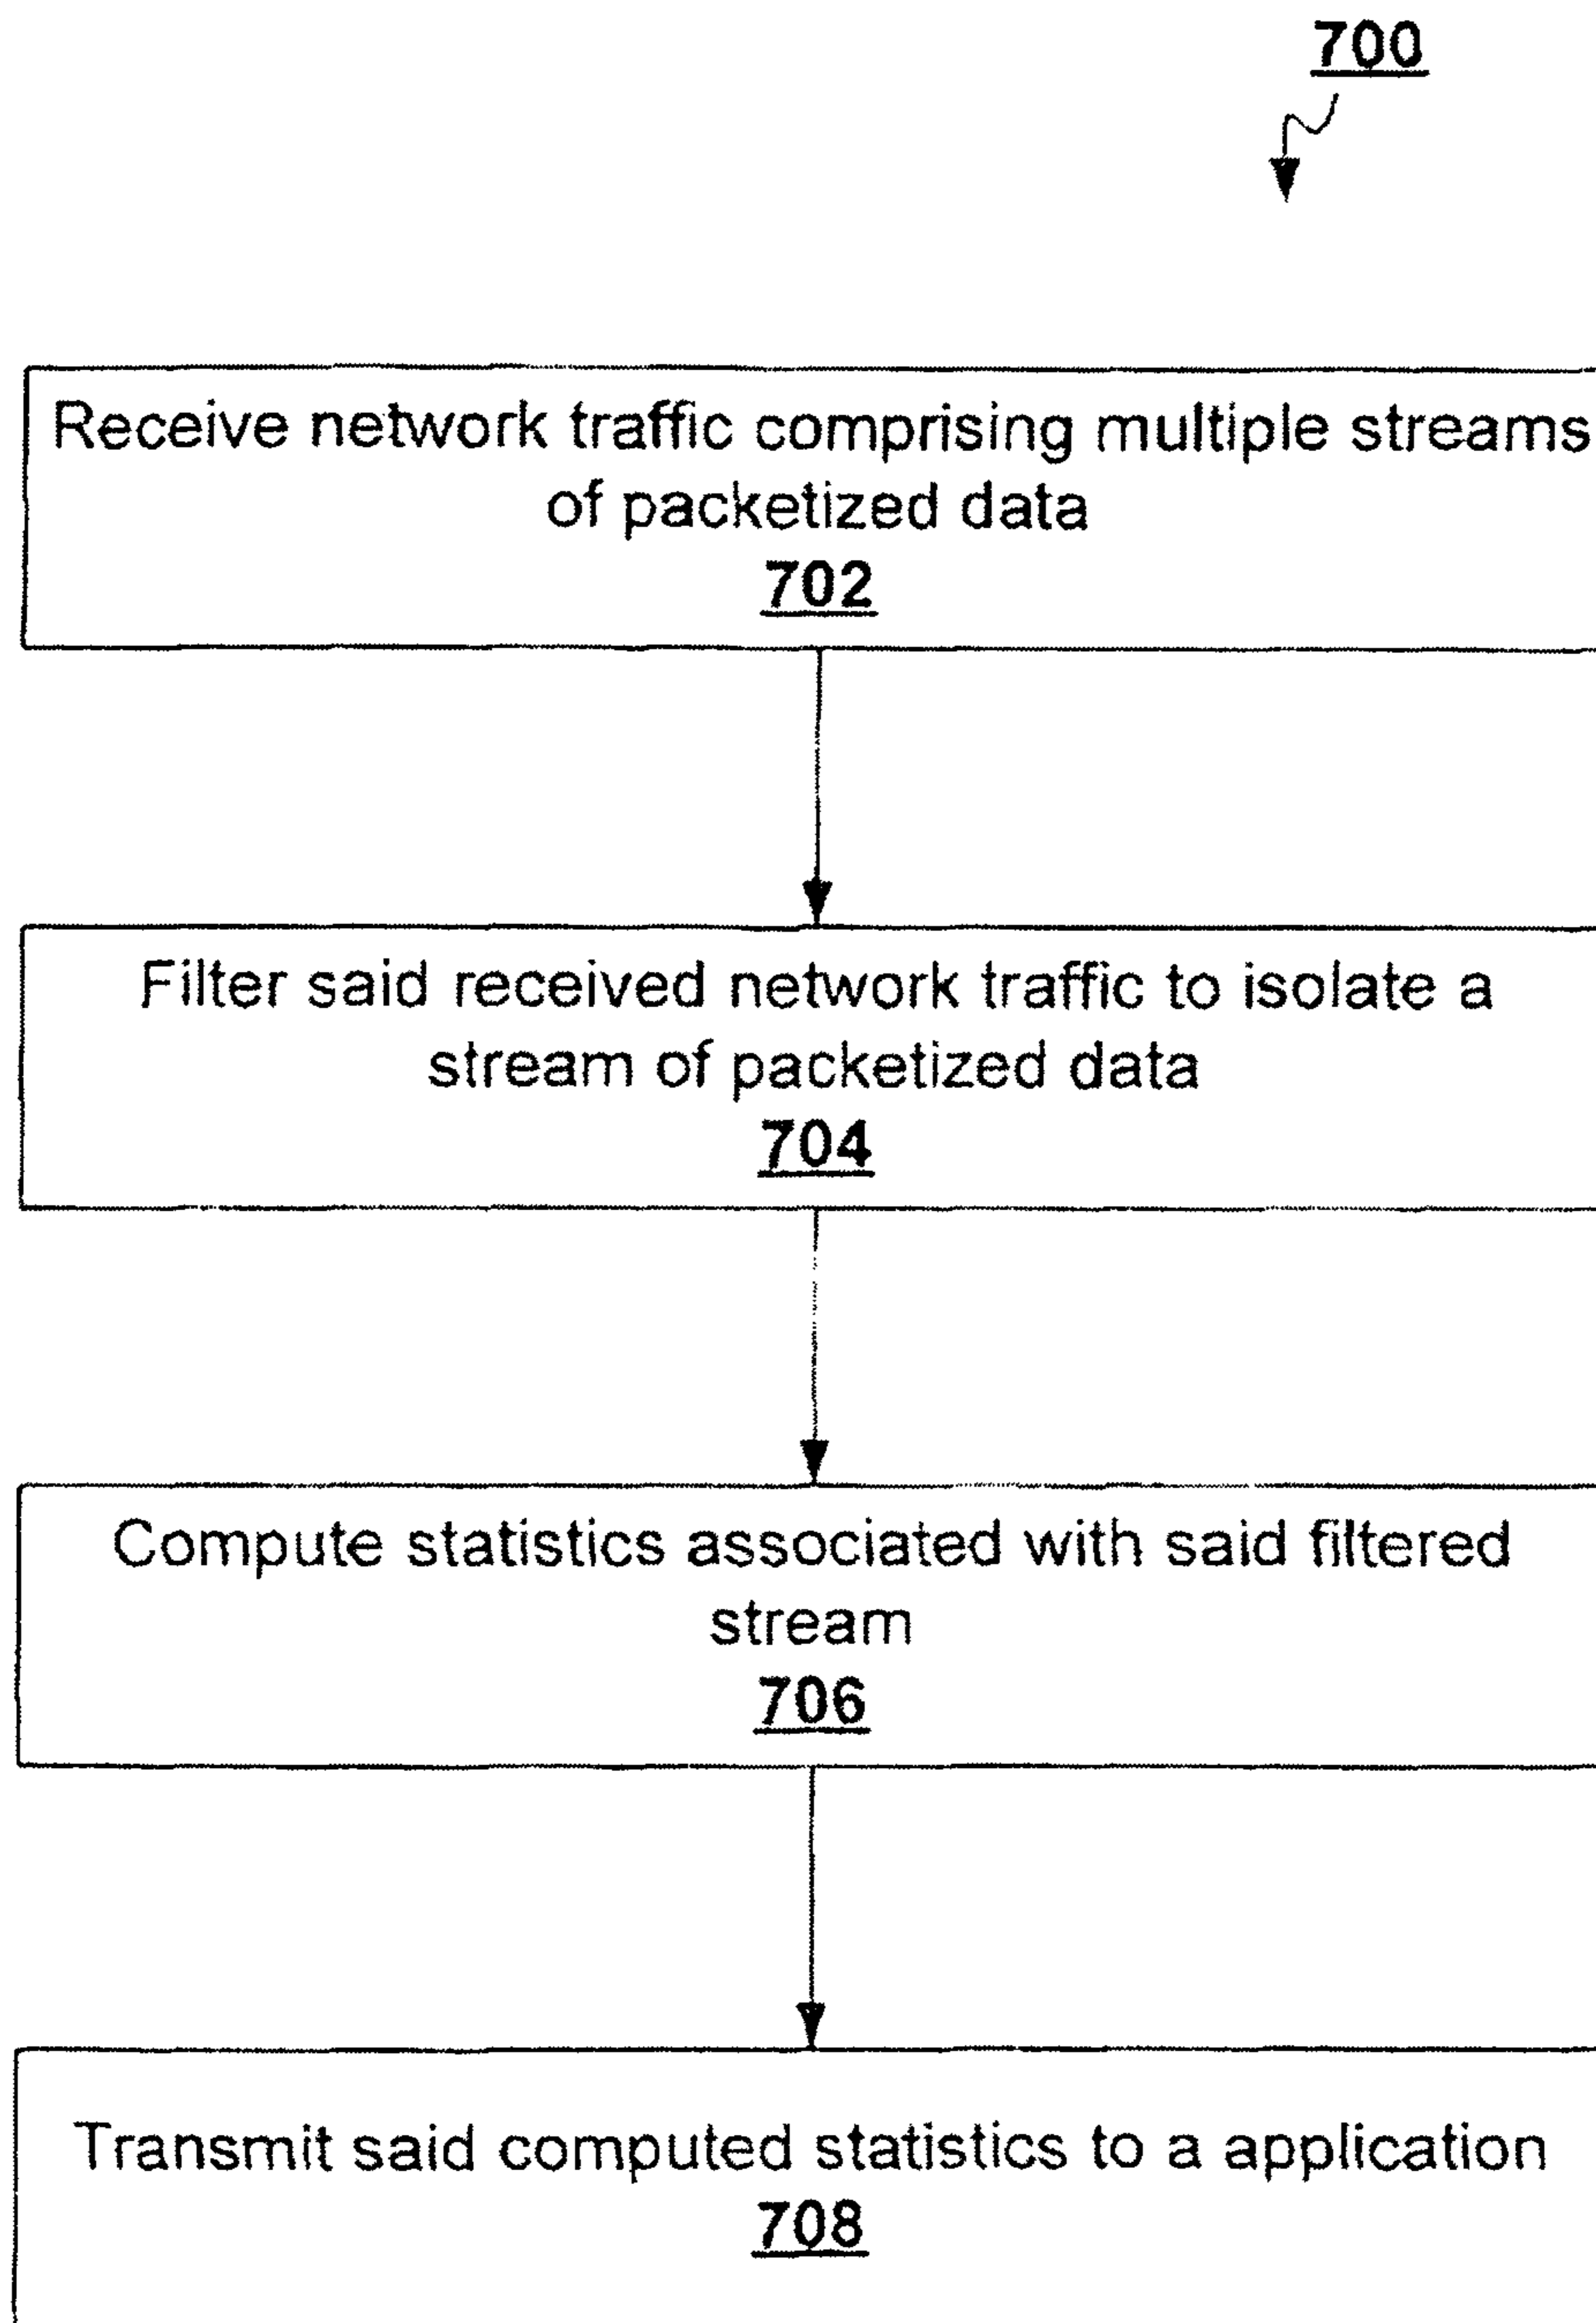 700
Receive network traffic comprising multiple streams
of packetized data
702
Filter said received network traffic to isolate a
stream of packetized data
704
Compute statistics associated with said filtered
stream
706
Transmit said computed statistics to a application
708